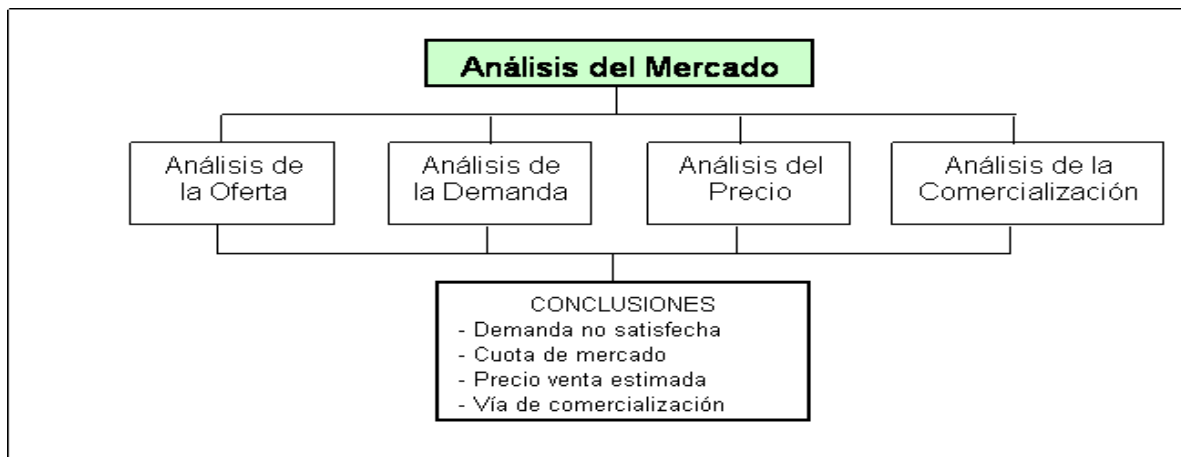 Análisis del Mercado
Análisis de
la Oferta
Análisis de
la Demanda
Análisis del
Precio
Análisis de la
Comercialización
CONCLUSIONES
- Demanda no satisfecha
- Cuota de mercado
- Precio venta estimada
- Vía de comercialización